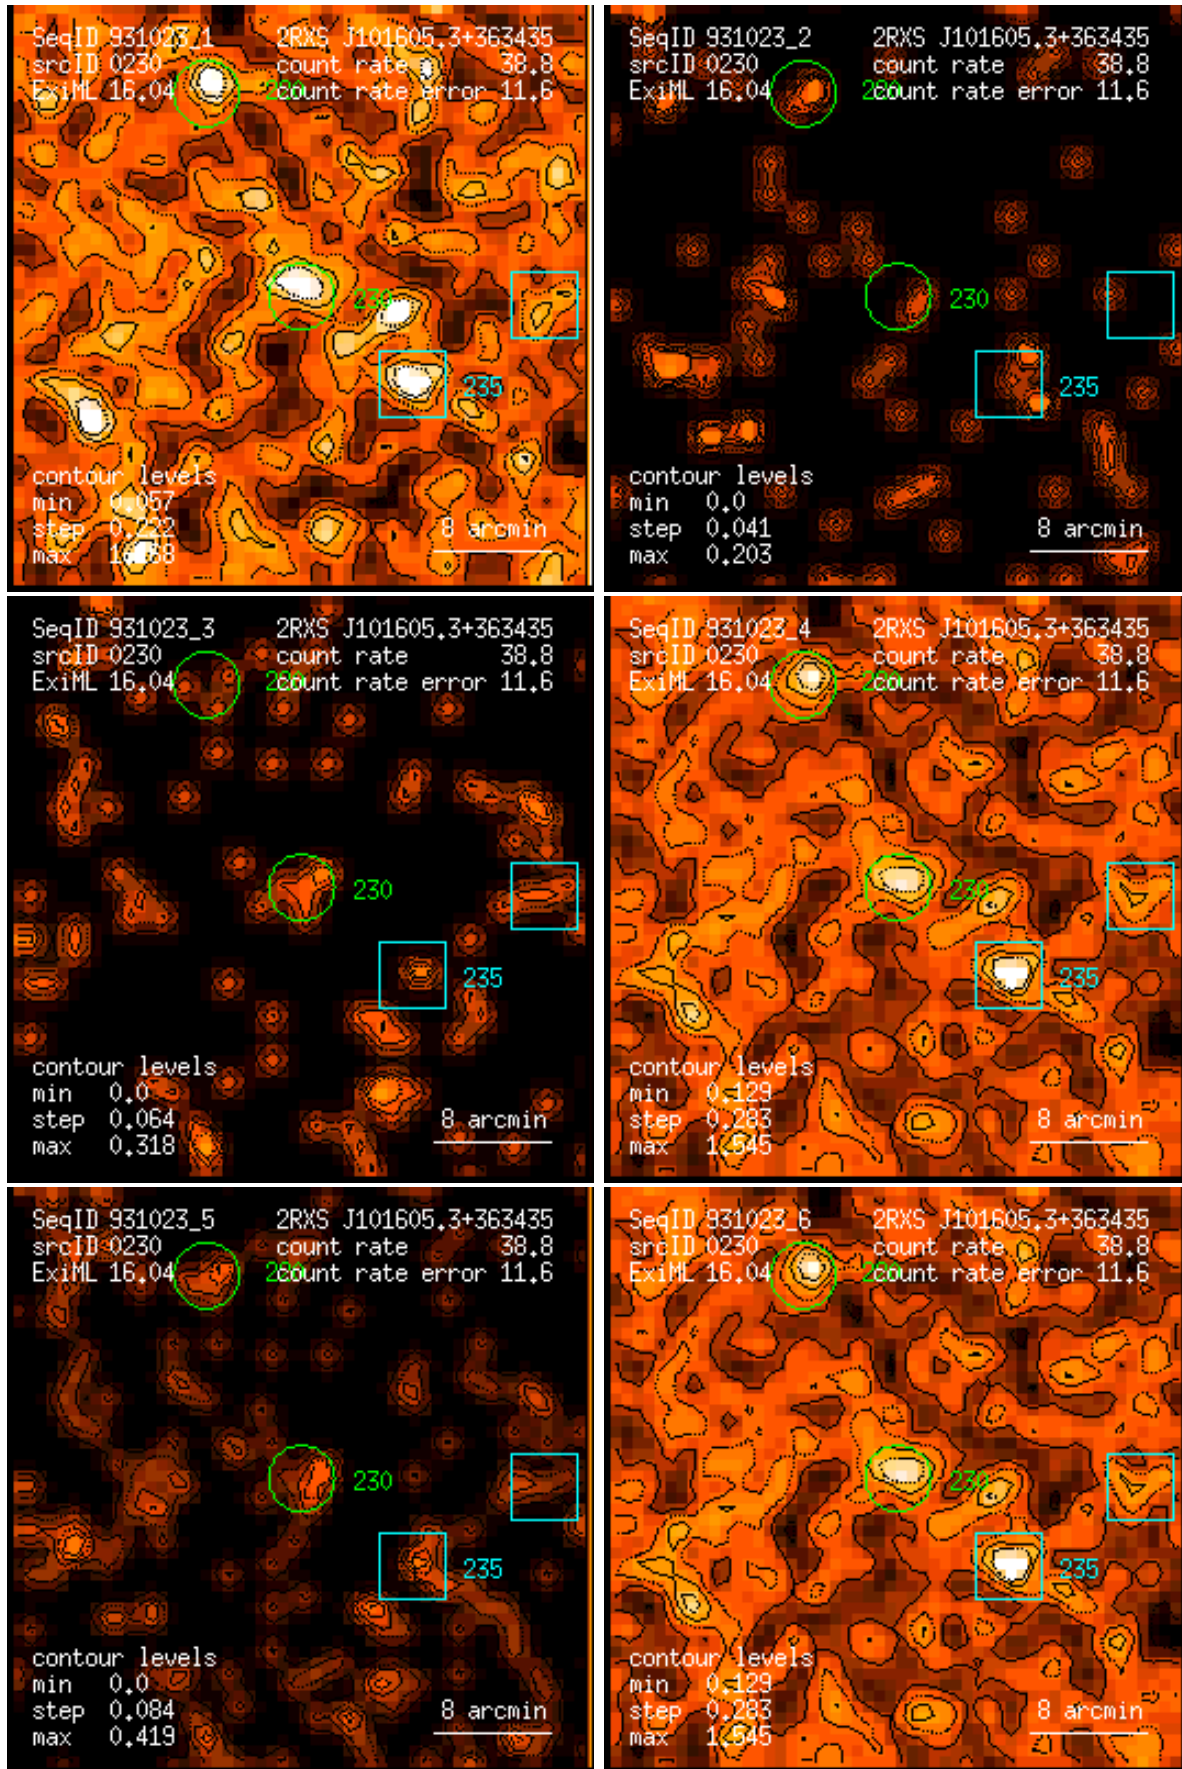 SeqID 931023_1 2RXS J101605.3+363435
srcID 0230 count rate 38.8
ExiML 16.04 count rate error 11.6
230
235
contour levels
min 0.057
step 0.222
max
8 arcmin
SeqID 931023_2 2RXS J101605.3+363435
srcID 0230 count rate 38.8
ExiML 16.04 count rate error 11.6
230
235
contour levels
min 0.0
step 0.041
max 0.203
8 arcmin
SeqID 931023_3 2RXS J101605.3+363435
srcID 0230 count rate 38.8
ExiML 16.04 count rate error 11.6
230
235
contour levels
min 0.0
step 0.064
max 0.318
8 arcmin
SeqID 931023_4 2RXS J101605.3+363435
srcID 0230 count rate 38.8
ExiML 16.04 count rate error 11.6
230
235
contour levels
min 0.129
step 0.283
max 1.545
8 arcmin
SeqID 931023_5 2RXS J101605.3+363435
srcID 0230 count rate 38.8
ExiML 16.04 count rate error 11.6
230
235
contour levels
min 0.0
step 0.084
max 0.419
8 arcmin
SeqID 931023_6 2RXS J101605.3+363435
srcID 0230 count rate 38.8
ExiML 16.04 count rate error 11.6
230
235
contour levels
min 0.129
step 0.283
max 1.545
8 arcmin